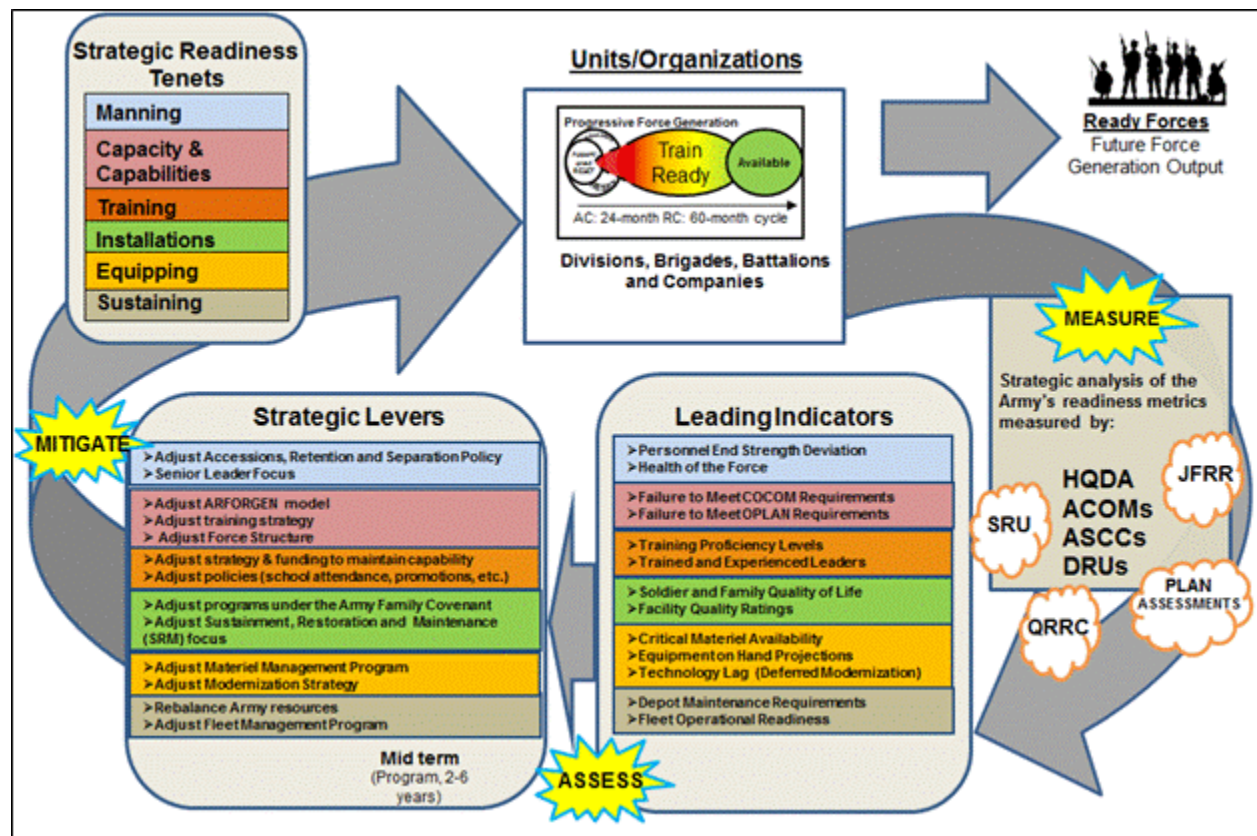 Strategic Readiness
Tenets
Manning
Capacity &
Capabilities
Training
Installations
Equipping
Sustaining
Units/Organizations
Progressive Force Generation
Train
Ready
Available
AC: 24-month RC: 60-month cycle
Divisions, Brigades, Battalions
and Companies
Ready Forces
Future Force
Generation Output
MEASURE
Strategic analysis of the
Army's readiness metrics
measured by:
HQDA
ACOMs
ASCCs
DRUs
JFRR
SRU
PLAN
ASSESSMENTS
QRRC
Leading Indicators
➢Personnel End Strength Deviation
➢Health of the Force
➢Failure to Meet COCOM Requirements
➢Failure to Meet OPLAN Requirements
➢Training Proficiency Levels
➢Trained and Experienced Leaders
➢Soldier and Family Quality of Life
➢Facility Quality Ratings
➢Critical Materiel Availability
➢Equipment on Hand Projections
➢Technology Lag (Deferred Modernization)
➢Depot Maintenance Requirements
➢Fleet Operational Readiness
ASSESS
Strategic Levers
➢Adjust Accessions, Retention and Separation Policy
➢Senior Leader Focus
➢Adjust ARFORGEN model
➢Adjust training strategy
➢Adjust Force Structure
➢Adjust strategy & funding to maintain capability
➢Adjust policies (school attendance, promotions, etc.)
➢Adjust programs under the Army Family Covenant
➢Adjust Sustainment, Restoration and Maintenance
(SRM) focus
➢Adjust Materiel Management Program
➢Adjust Modernization Strategy
➢Rebalance Army resources
➢Adjust Fleet Management Program
Mid term
(Program, 2-6
years)
MITIGATE